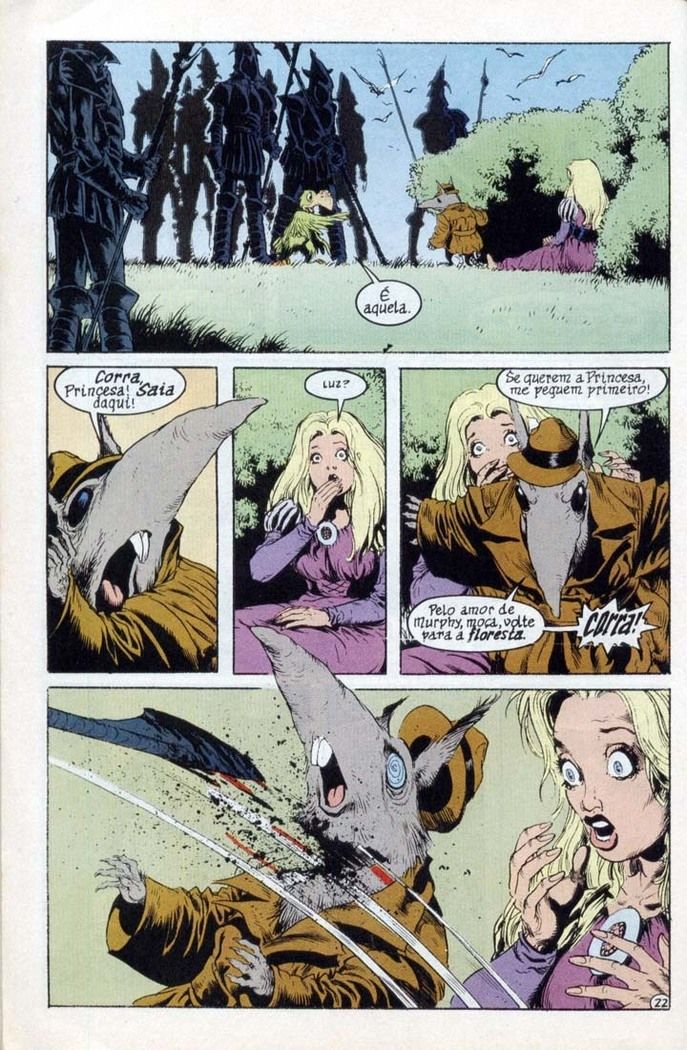 É
aquela.
Corra,
Princesa! Saia
daqui!
Luz?
Se querem a Princesa,
me peguem primeiro!
Pelo amor de
Murphy, moça, volte
para a floresta.
Corra!
22